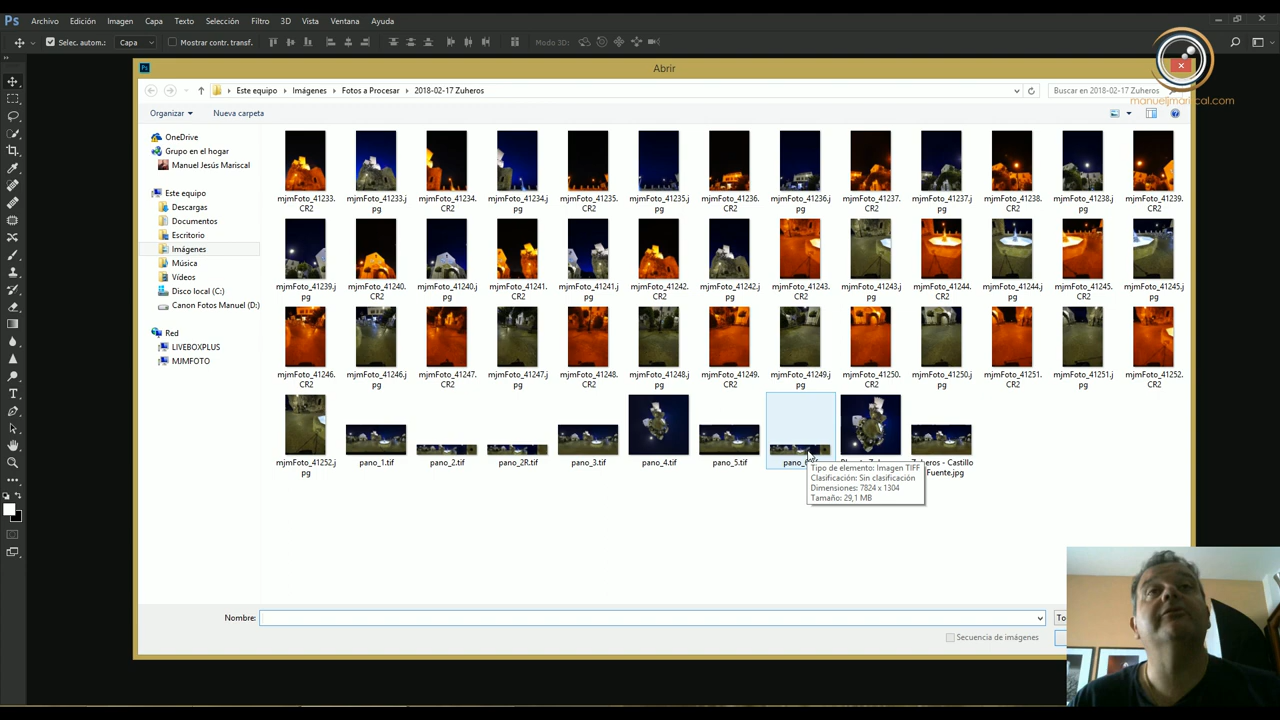 Ps Archivo Edición Imagen Capa Texto Selección Filtro 3D Vista Ventana Ayuda
Selec. autom.: Capa Mostrar contr. transf. Modo 3D:
Abrir
manueljmariscal.com
Este equipo Imágenes Fotos a Procesar 2018-02-17 Zuheros Buscar en 2018-02-17 Zuheros
Organizar Nueva carpeta
OneDrive
Grupo en el hogar
Manuel Jesús Mariscal
Este equipo
Descargas
Documentos
Escritorio
Imágenes
Música
Vídeos
Disco local (C:)
Canon Fotos Manuel (D:)
Red
LIVEBOXPLUS
MJMFOTO
mjmFoto_41233.CR2 mjmFoto_41233.jpg mjmFoto_41234.CR2 mjmFoto_41234.jpg mjmFoto_41235.CR2 mjmFoto_41235.jpg mjmFoto_41236.CR2 mjmFoto_41236.jpg mjmFoto_41237.CR2 mjmFoto_41237.jpg mjmFoto_41238.CR2 mjmFoto_41238.jpg mjmFoto_41239.CR2
mjmFoto_41239.jpg mjmFoto_41240.CR2 mjmFoto_41240.jpg mjmFoto_41241.CR2 mjmFoto_41241.jpg mjmFoto_41242.CR2 mjmFoto_41242.jpg mjmFoto_41243.CR2 mjmFoto_41243.jpg mjmFoto_41244.CR2 mjmFoto_41244.jpg mjmFoto_41245.CR2 mjmFoto_41245.jpg
mjmFoto_41246.CR2 mjmFoto_41246.jpg mjmFoto_41247.CR2 mjmFoto_41247.jpg mjmFoto_41248.CR2 mjmFoto_41248.jpg mjmFoto_41249.CR2 mjmFoto_41249.jpg mjmFoto_41250.CR2 mjmFoto_41250.jpg mjmFoto_41251.CR2 mjmFoto_41251.jpg mjmFoto_41252.CR2
mjmFoto_41252.jpg pano_1.tif pano_2.tif pano_2R.tif pano_3.tif pano_4.tif pano_5.tif - Castillo Fuente.jpg
Tipo de elemento: Imagen TIFF
Clasificación: Sin clasificación
Dimensiones: 7824 x 1304
Tamaño: 29,1 MB
Nombre:
Secuencia de imágenes